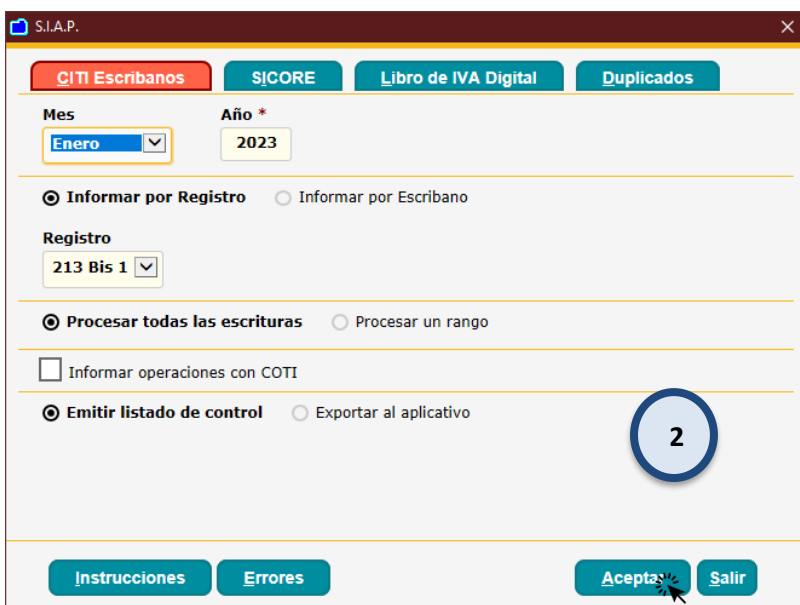 S.I.A.P.
CITI Escribanos SICORE Libro de IVA Digital Duplicados
Mes Año *
Enero 2023
Informar por Registro Informar por Escribano
Registro
213 Bis 1
Procesar todas las escrituras Procesar un rango
Informar operaciones con COTI
Emitir listado de control Exportar al aplicativo
2
Instrucciones Errores Aceptar Salir